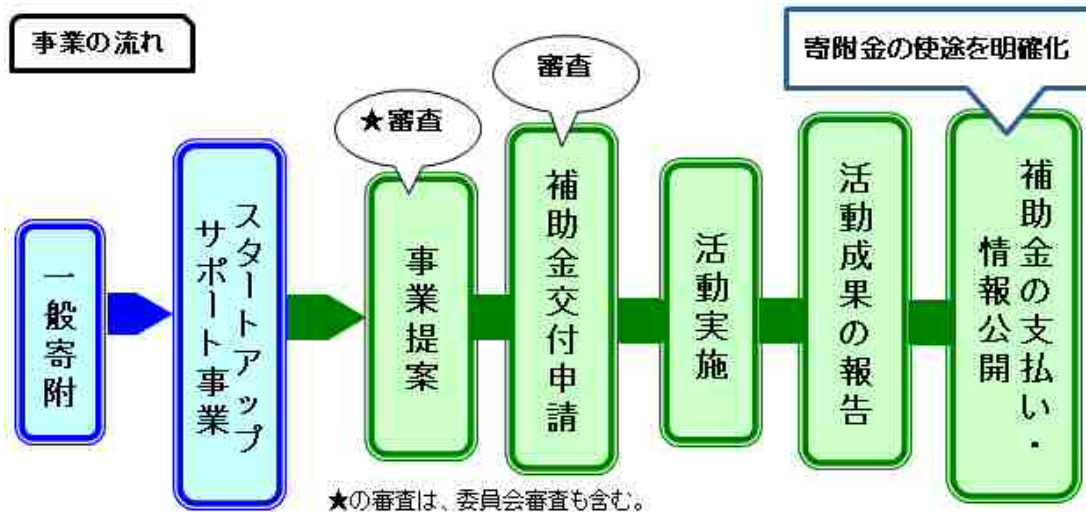 事業の流れ
寄附金の使途を明確化
審査
★審査
一般寄附
スタートアップ
サポート事業
事業提案
補助金交付申請
活動実施
活動成果の報告
補助金の支払い・
情報公開
★の審査は、委員会審査も含む。